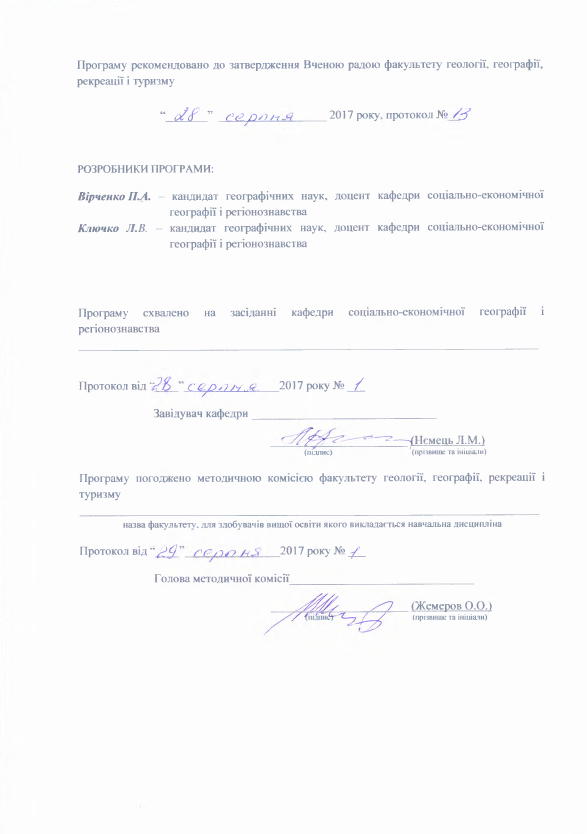 Програму рекомендовано до затвердження Вченою радою факультету геології, географії,
рекреації і туризму
“ 28 ” серпня 2017 року, протокол № 13
РОЗРОБНИКИ ПРОГРАМИ:
Вірченко П.А. – кандидат географічних наук, доцент кафедри соціально-економічної
географії і регіонознавства
Ключко Л.В. – кандидат географічних наук, доцент кафедри соціально-економічної
географії і регіонознавства
Програму схвалено на засіданні кафедри соціально-економічної географії і
регіонознавства
Протокол від “28” серпня 2017 року № 1
Завідувач кафедри
(Нємець Л.М.)
(підпис) (прізвище та ініціали)
Програму погоджено методичною комісією факультету геології, географії, рекреації і
туризму
назва факультету, для здобувачів вищої освіти якого викладається навчальна дисципліна
Протокол від “29” серпня 2017 року № 1
Голова методичної комісії
(Жемеров О.О.)
(підпис) (прізвище та ініціали)